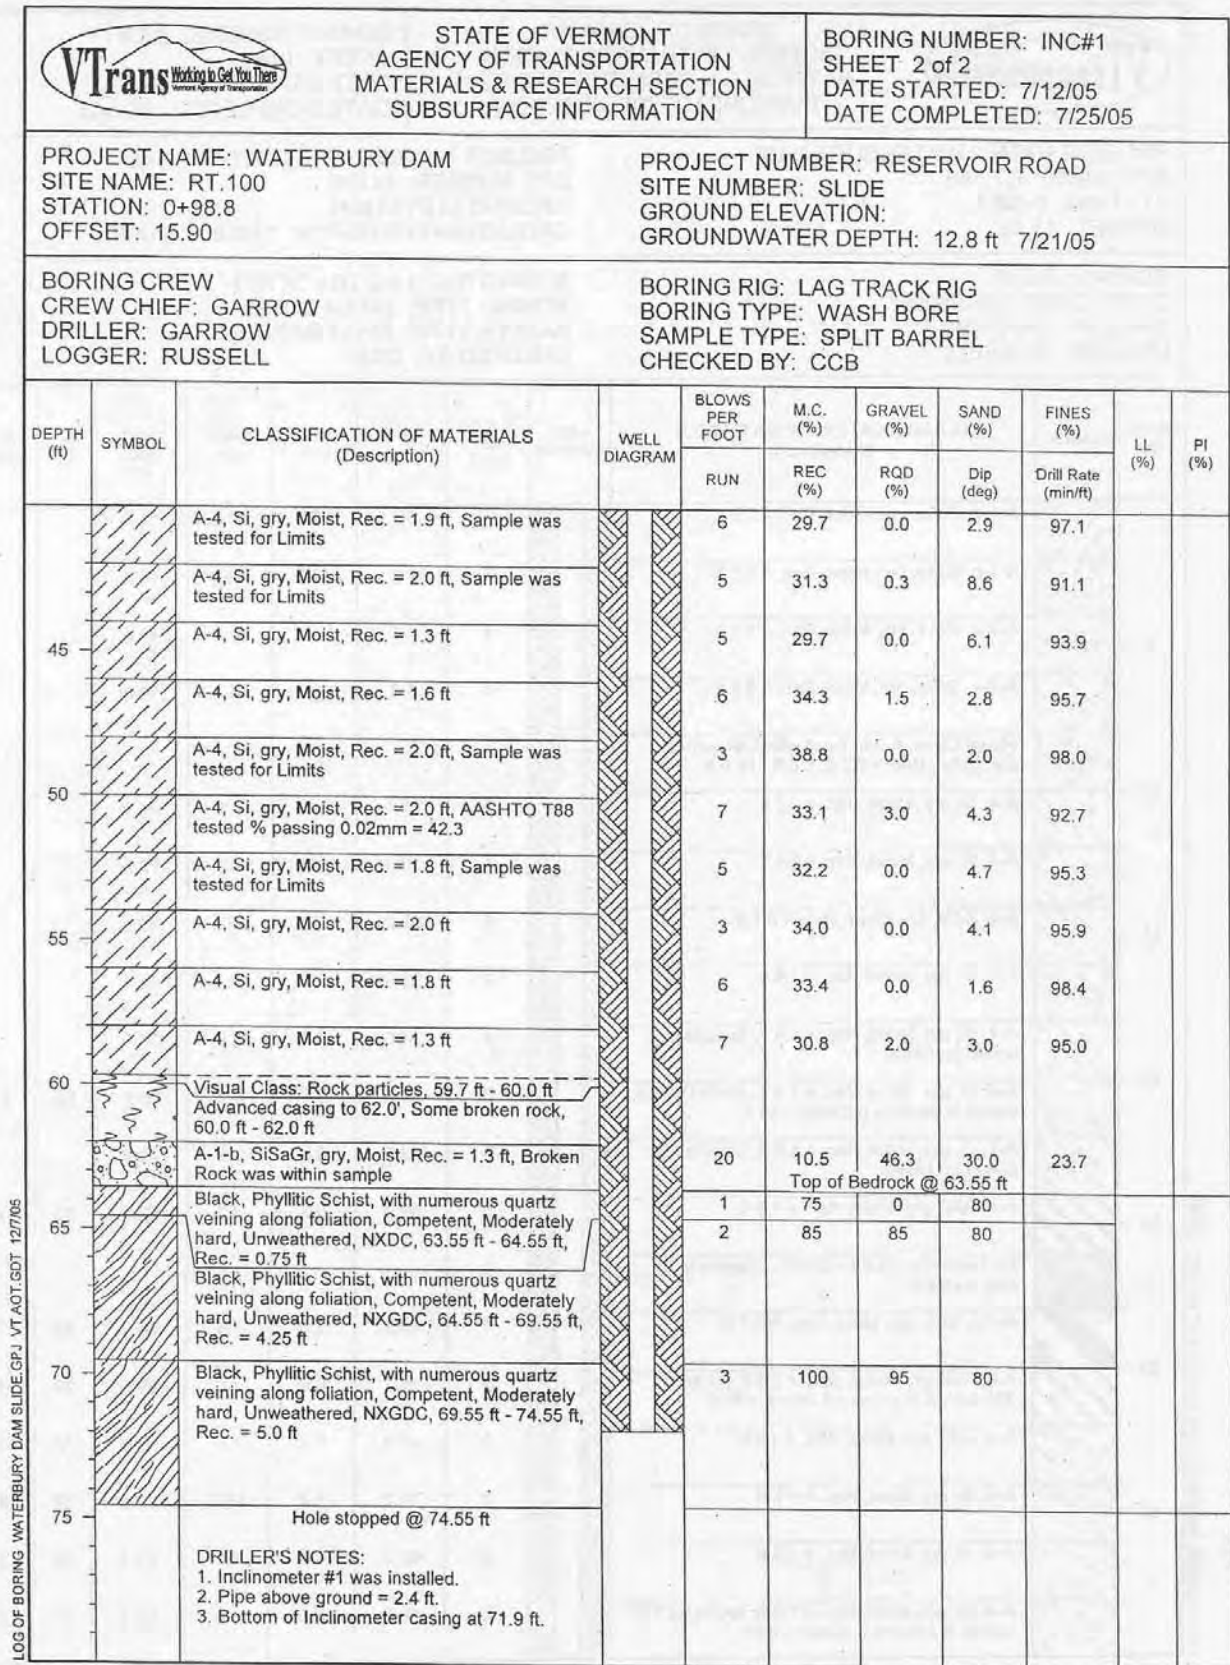 VTrans Working to Get You There
Vermont Agency of Transportation
STATE OF VERMONT
AGENCY OF TRANSPORTATION
MATERIALS & RESEARCH SECTION
SUBSURFACE INFORMATION
BORING NUMBER: INC#1
SHEET 2 of 2
DATE STARTED: 7/12/05
DATE COMPLETED: 7/25/05
PROJECT NAME: WATERBURY DAM
SITE NAME: RT.100
STATION: 0+98.8
OFFSET: 15.90
PROJECT NUMBER: RESERVOIR ROAD
SITE NUMBER: SLIDE
GROUND ELEVATION:
GROUNDWATER DEPTH: 12.8 ft 7/21/05
BORING CREW
CREW CHIEF: GARROW
DRILLER: GARROW
LOGGER: RUSSELL
BORING RIG: LAG TRACK RIG
BORING TYPE: WASH BORE
SAMPLE TYPE: SPLIT BARREL
CHECKED BY: CCB
DEPTH (ft)
SYMBOL
CLASSIFICATION OF MATERIALS
(Description)
WELL DIAGRAM
BLOWS PER FOOT
M.C. (%)
GRAVEL (%)
SAND (%)
FINES (%)
LL (%)
PI (%)
RUN
REC (%)
RQD (%)
Dip (deg)
Drill Rate (min/ft)
A-4, Si, gry, Moist, Rec. = 1.9 ft, Sample was 6 29.7 0.0 2.9 97.1
tested for Limits
A-4, Si, gry, Moist, Rec. = 2.0 ft, Sample was 5 31.3 0.3 8.6 91.1
tested for Limits
45 A-4, Si, gry, Moist, Rec. = 1.3 ft 5 29.7 0.0 6.1 93.9
A-4, Si, gry, Moist, Rec. = 1.6 ft 6 34.3 1.5 2.8 95.7
A-4, Si, gry, Moist, Rec. = 2.0 ft, Sample was 3 38.8 0.0 2.0 98.0
tested for Limits
50 A-4, Si, gry, Moist, Rec. = 2.0 ft, AASHTO T88 7 33.1 3.0 4.3 92.7
tested % passing 0.02mm = 42.3
A-4, Si, gry, Moist, Rec. = 1.8 ft, Sample was 5 32.2 0.0 4.7 95.3
tested for Limits
55 A-4, Si, gry, Moist, Rec. = 2.0 ft 3 34.0 0.0 4.1 95.9
A-4, Si, gry, Moist, Rec. = 1.8 ft 6 33.4 0.0 1.6 98.4
A-4, Si, gry, Moist, Rec. = 1.3 ft 7 30.8 2.0 3.0 95.0
60 Visual Class: Rock particles, 59.7 ft - 60.0 ft
Advanced casing to 62.0', Some broken rock,
60.0 ft - 62.0 ft
A-1-b, SiSaGr, gry, Moist, Rec. = 1.3 ft, Broken 20 10.5 46.3 30.0 23.7
Rock was within sample
Top of Bedrock @ 63.55 ft
Black, Phyllitic Schist, with numerous quartz 1 75 0 80
65 veining along foliation, Competent, Moderately 2 85 85 80
hard, Unweathered, NXDC, 63.55 ft - 64.55 ft,
Rec. = 0.75 ft
Black, Phyllitic Schist, with numerous quartz
veining along foliation, Competent, Moderately
hard, Unweathered, NXGDC, 64.55 ft - 69.55 ft,
Rec. = 4.25 ft
70 Black, Phyllitic Schist, with numerous quartz 3 100 95 80
veining along foliation, Competent, Moderately
hard, Unweathered, NXGDC, 69.55 ft - 74.55 ft,
Rec. = 5.0 ft
75 Hole stopped @ 74.55 ft
DRILLER'S NOTES:
1. Inclinometer #1 was installed.
2. Pipe above ground = 2.4 ft.
3. Bottom of Inclinometer casing at 71.9 ft.
LOG OF BORING WATERBURY DAM SLIDE.GPJ VT AOT.GDT 12/7/05